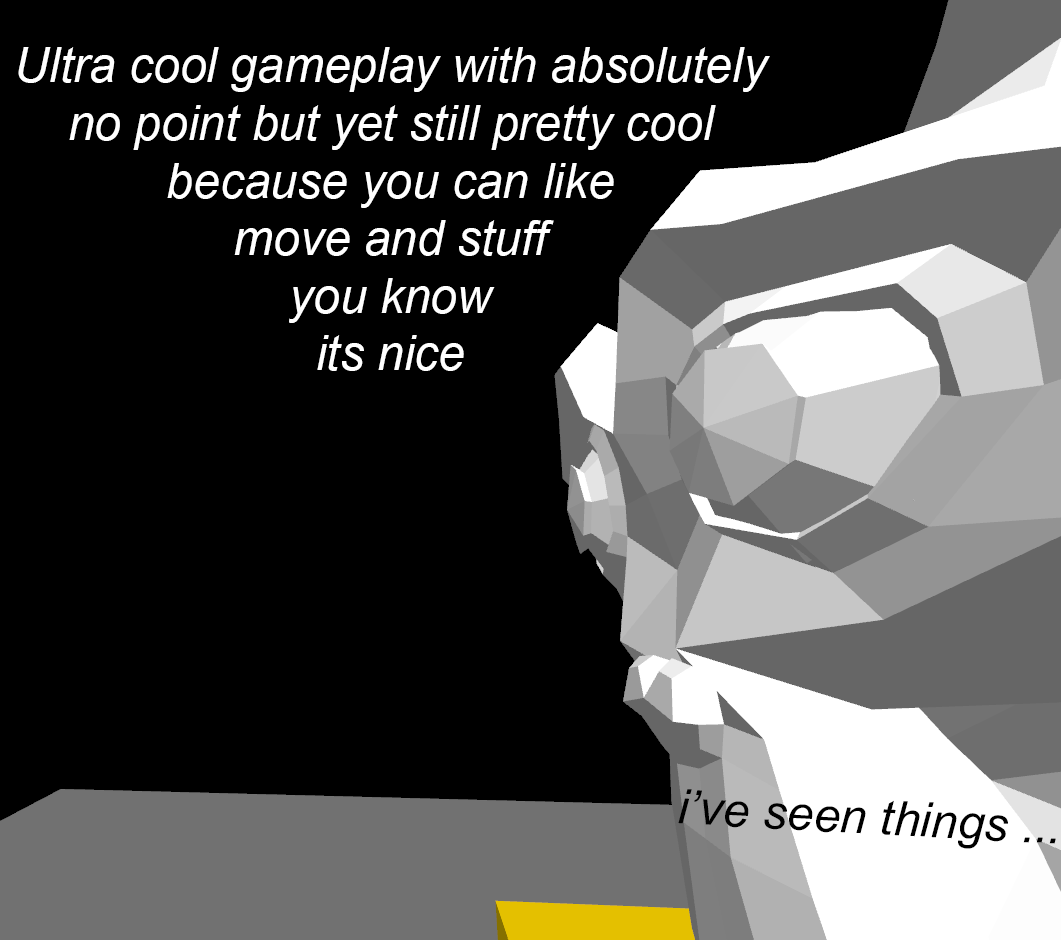 Ultra cool gameplay with absolutely
no point but yet still pretty cool
because you can like
move and stuff
you know
its nice
i've seen things ...